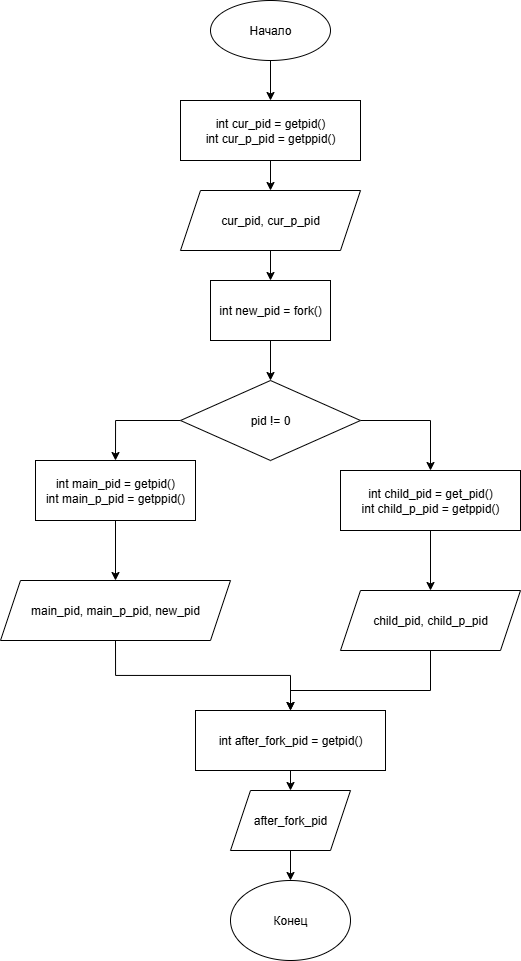 Начало
int cur_pid = getpid()
int cur_p_pid = getppid()
cur_pid, cur_p_pid
int new_pid = fork()
pid != 0
int main_pid = getpid()
int main_p_pid = getppid()
int child_pid = get_pid()
int child_p_pid = getppid()
main_pid, main_p_pid, new_pid
child_pid, child_p_pid
int after_fork_pid = getpid()
after_fork_pid
Конец